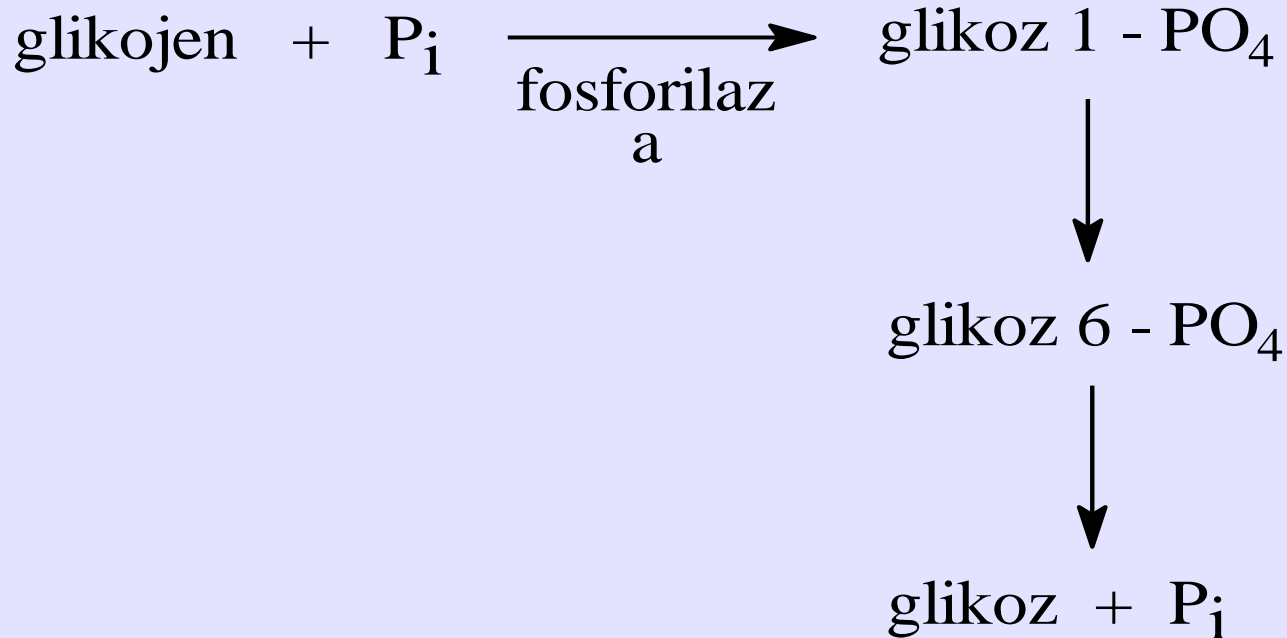 glikojen + Pi glikoz 1 - PO4
fosforilaz
a
glikoz 6 - PO4
glikoz + Pi